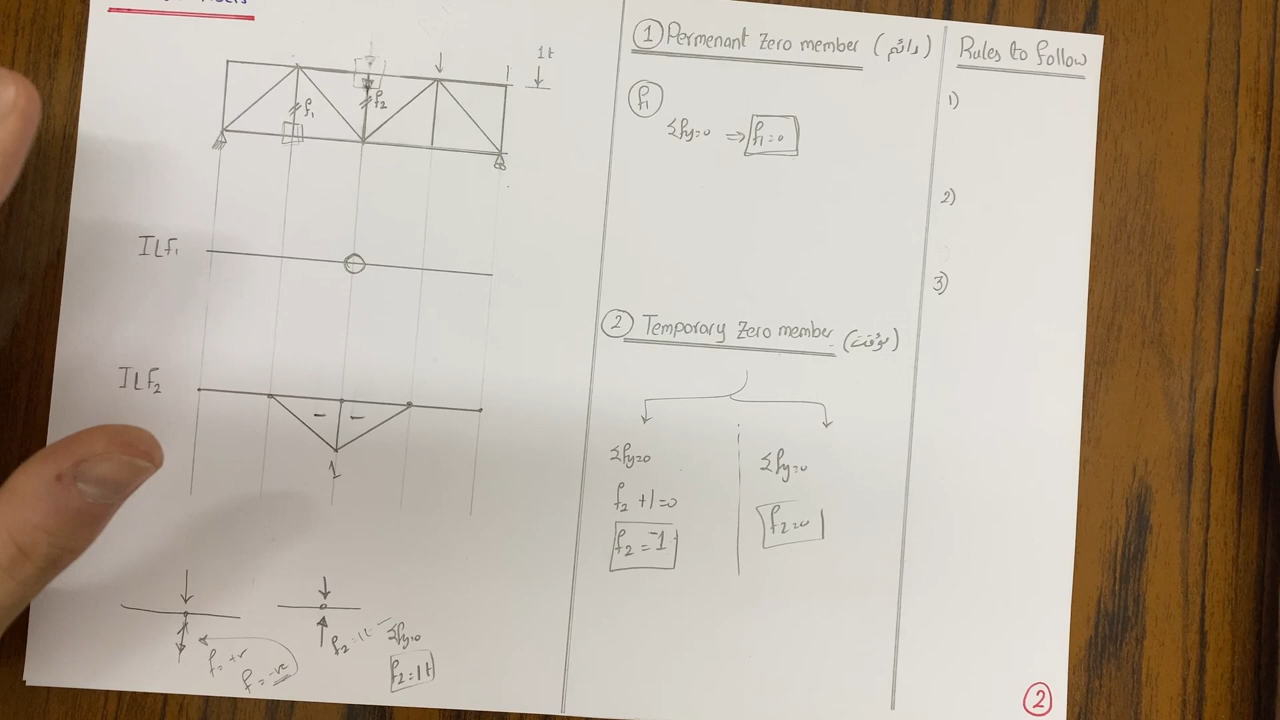 1t
f₁
f₂
ILf₁
ILF₂
- -
1
f=+v
f=-ve
f₂=1t
Σfy=0
f₂=1t
① Permenant Zero member (دائم)
f₁
Σfy=0 ⇒ f₁=0
② Temporary Zero member (مؤقت)
Σfy=0
f₂+1=0
f₂=-1
Σfy=0
f₂=0
Rules to follow
1)
2)
3)
2